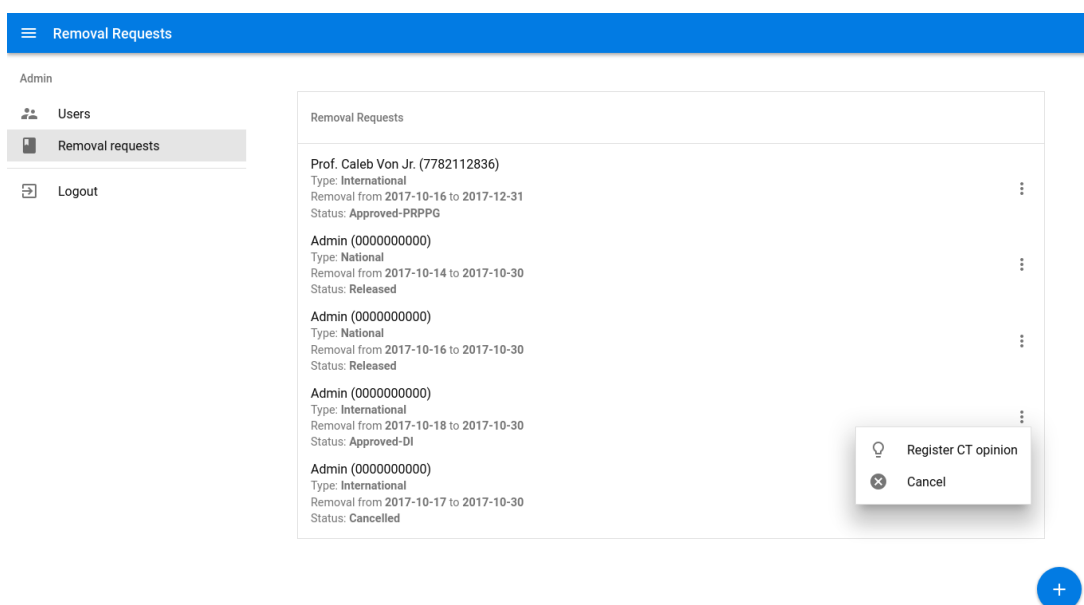 Removal Requests
Admin
Users
Removal requests
Logout
Removal Requests
Prof. Caleb Von Jr. (7782112836)
Type: International
Removal from 2017-10-16 to 2017-12-31
Status: Approved-PRPPG
Admin (0000000000)
Type: National
Removal from 2017-10-14 to 2017-10-30
Status: Released
Admin (0000000000)
Type: National
Removal from 2017-10-16 to 2017-10-30
Status: Released
Admin (0000000000)
Type: International
Removal from 2017-10-18 to 2017-10-30
Status: Approved-DI
Admin (0000000000)
Type: International
Removal from 2017-10-17 to 2017-10-30
Status: Cancelled
Register CT opinion
Cancel